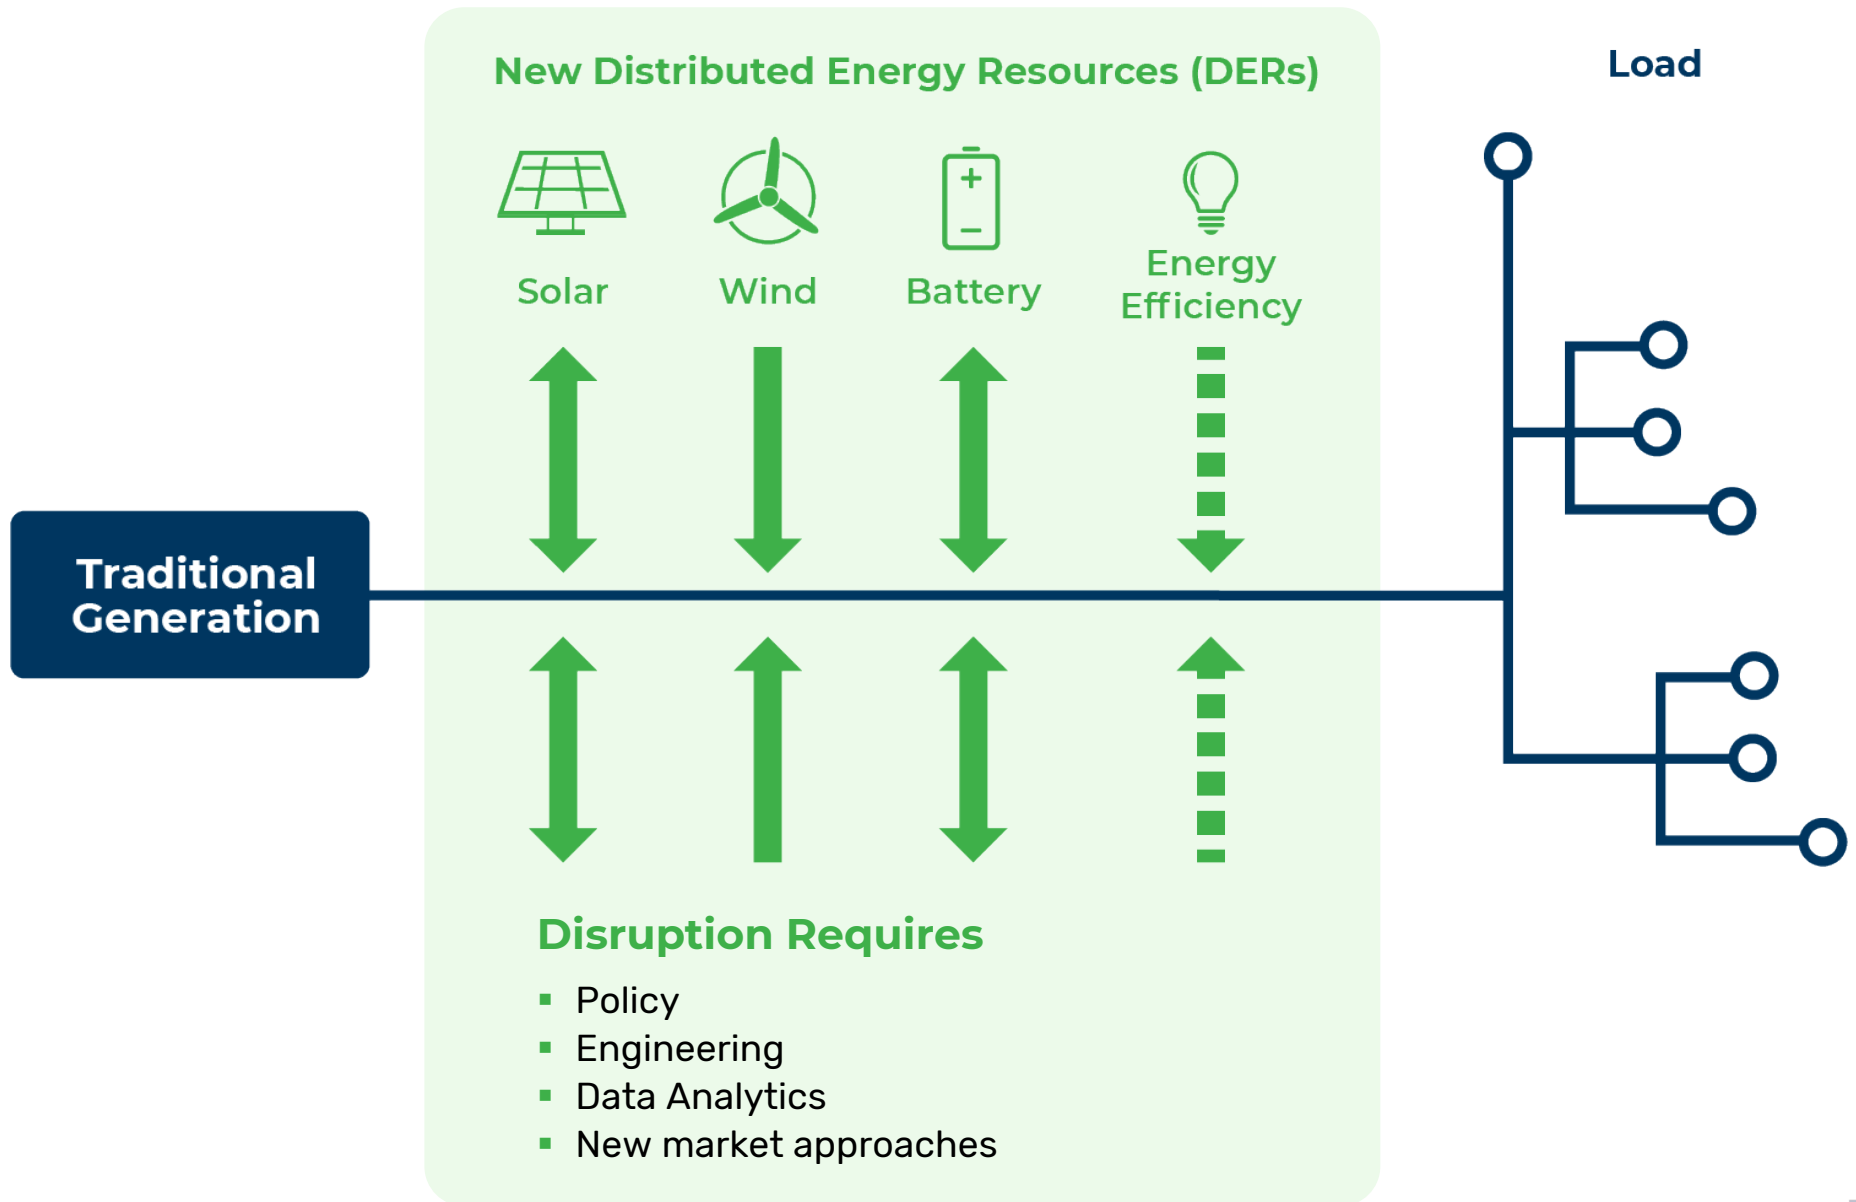 New Distributed Energy Resources (DERs)
Load
Solar
Wind
Battery
Energy
Efficiency
Traditional
Generation
Disruption Requires
▪ Policy
▪ Engineering
▪ Data Analytics
▪ New market approaches